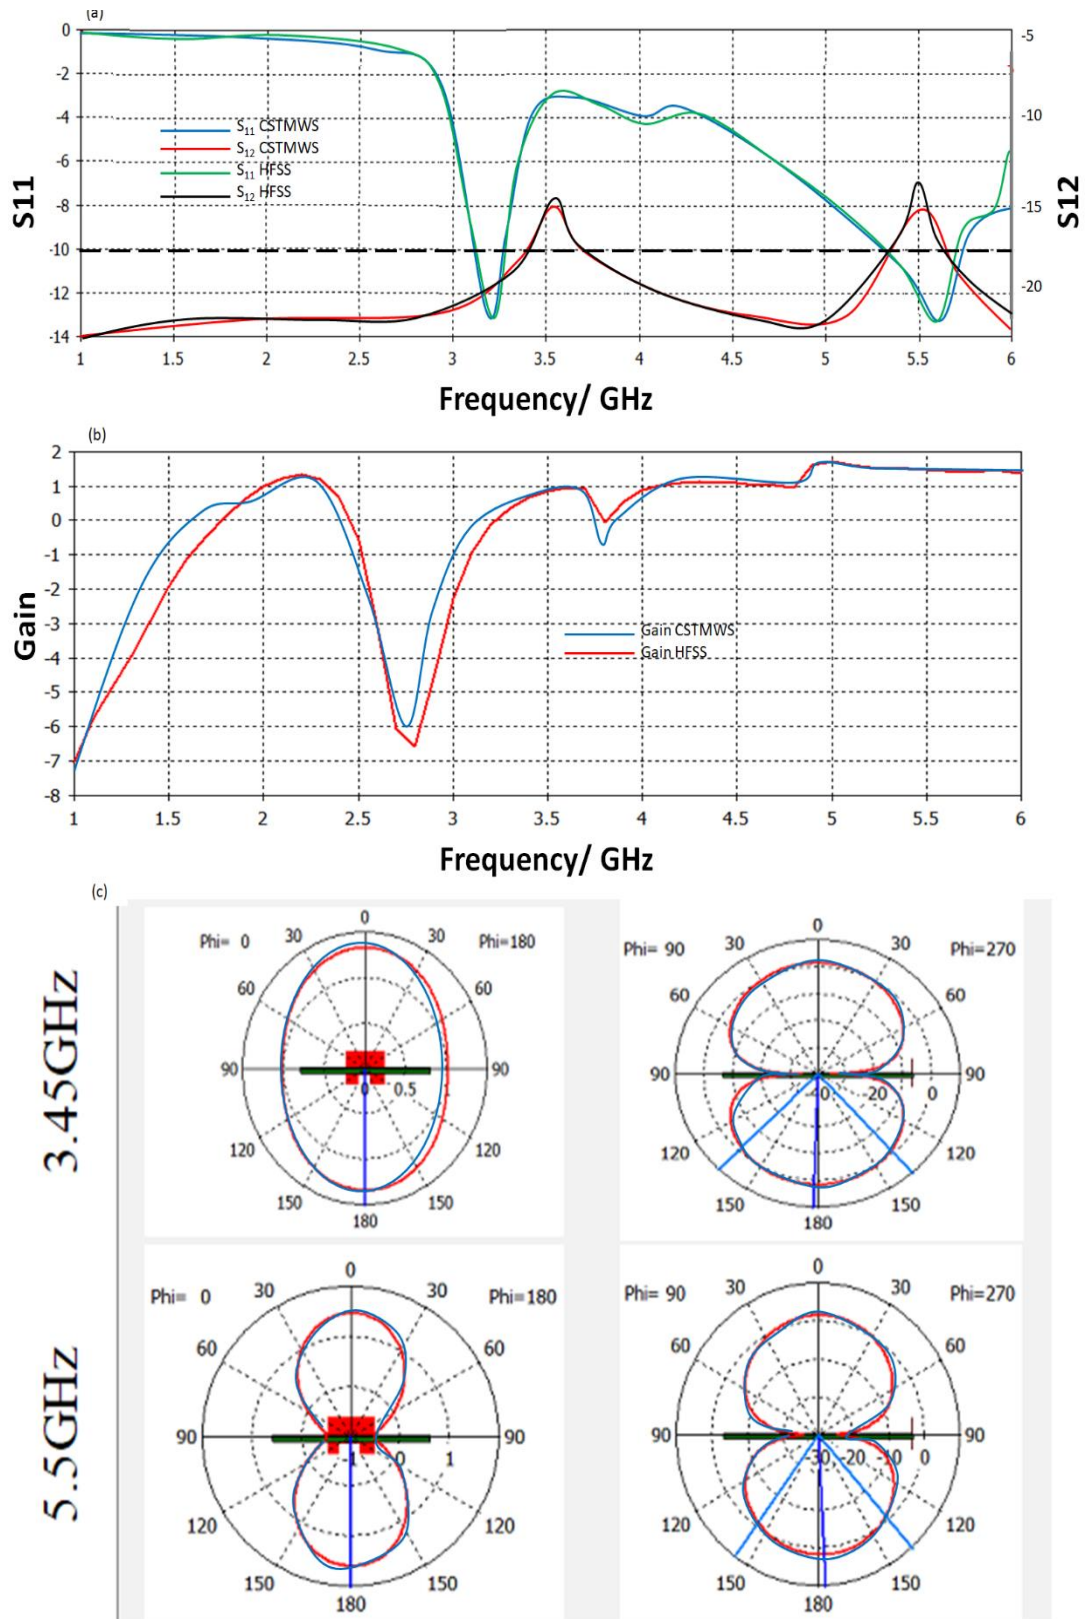 (a)
0
-2
-4
-6
-8
-10
-12
-14
S11
-5
-10
-15
-20
S12
S11 CSTMWS
S12 CSTMWS
S11 HFSS
S12 HFSS
1 1.5 2 2.5 3 3.5 4 4.5 5 5.5 6
Frequency/ GHz
(b)
2
1
0
-1
-2
-3
-4
-5
-6
-7
-8
Gain
Gain CSTMWS
Gain HFSS
1 1.5 2 2.5 3 3.5 4 4.5 5 5.5 6
Frequency/ GHz
(c)
3.45GHz
0
Phi= 0 30 30 Phi=180
60 60
90 90
0 0.5
120 120
150 150
180
0
Phi= 90 30 30 Phi=270
60 60
90 90
-40 -20 0
120 120
150 150
180
5.5GHz
0
Phi= 0 30 30 Phi=180
60 60
90 90
0 1
120 120
150 150
180
0
Phi= 90 30 30 Phi=270
60 60
90 90
-30 -20 -10 0
120 120
150 150
180